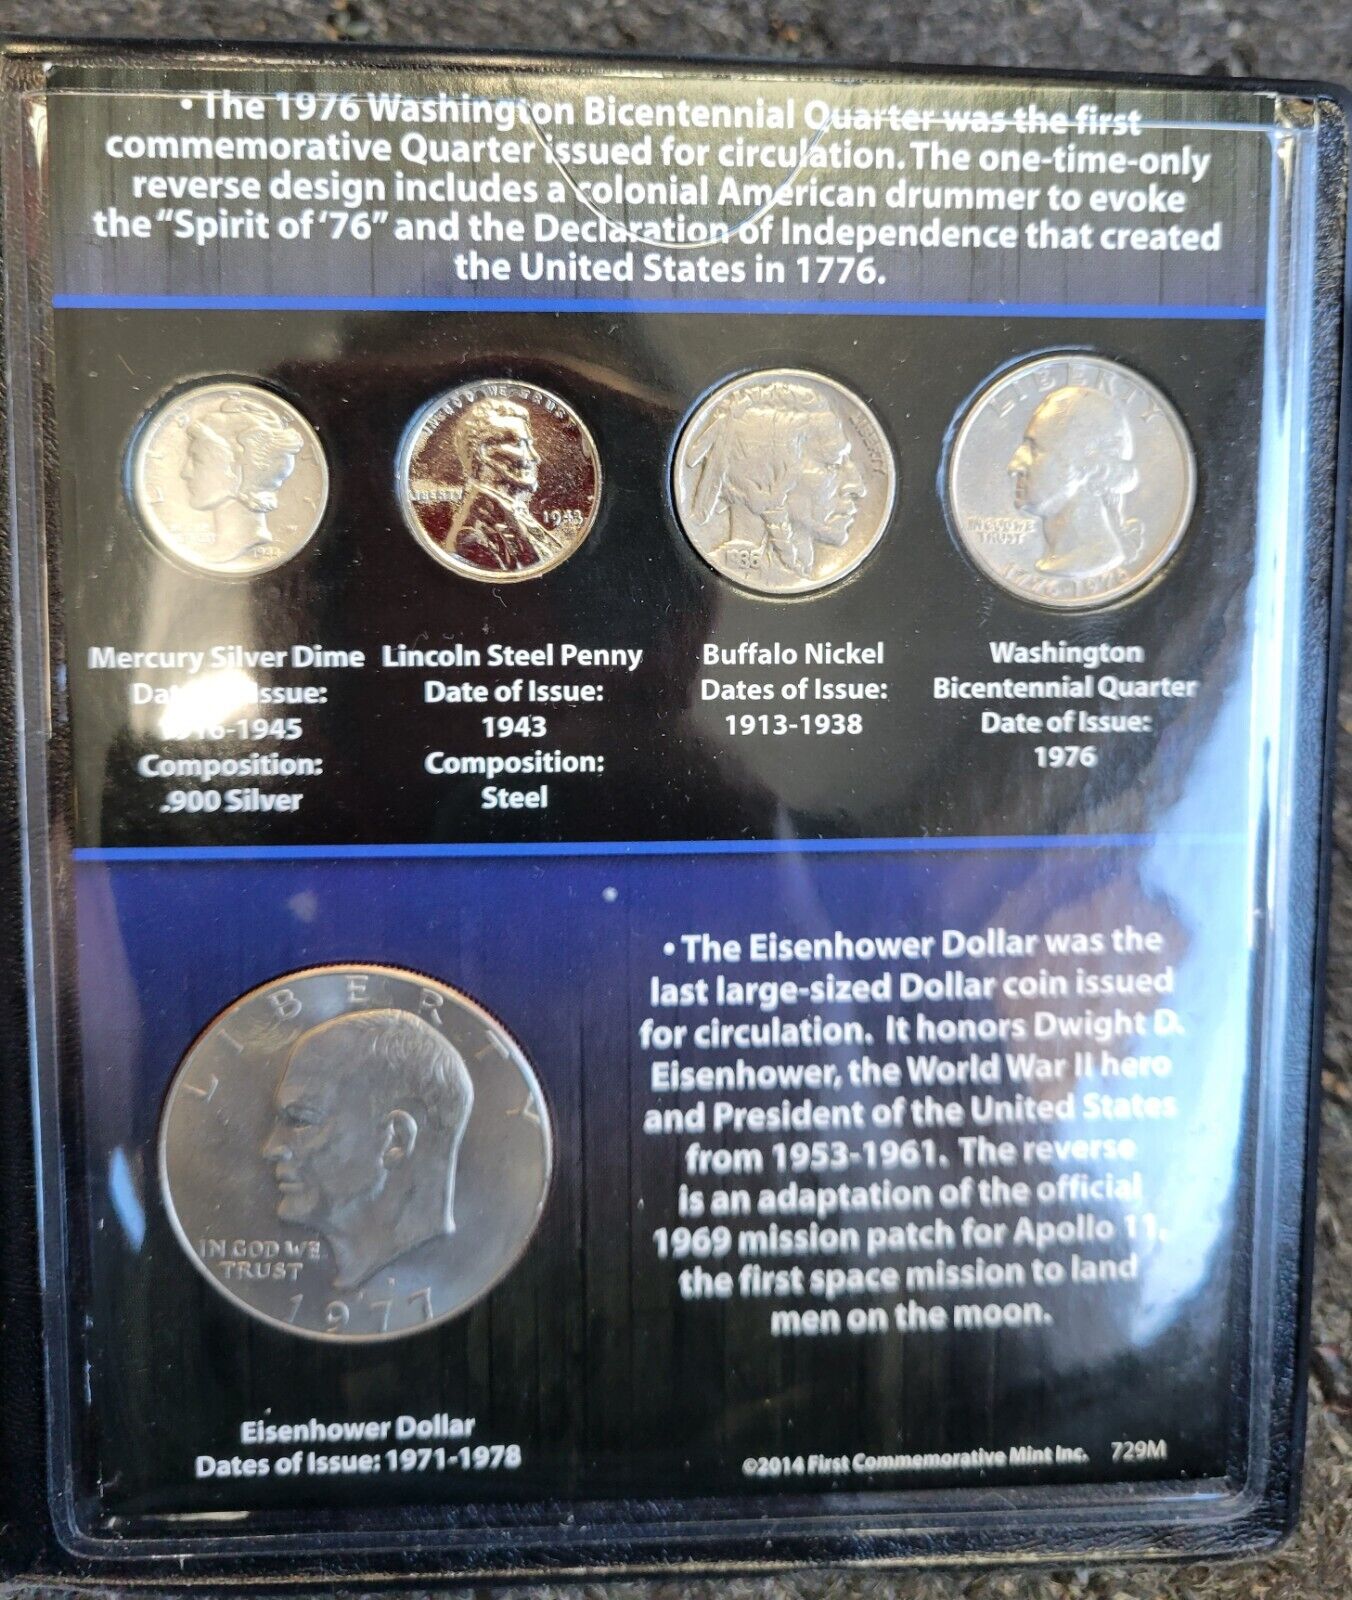 • The 1976 Washington Bicentennial Quarter was the first
commemorative Quarter issued for circulation. The one-time-only
reverse design includes a colonial American drummer to evoke
the “Spirit of ‘76” and the Declaration of Independence that created
the United States in 1776.
IN GOD WE TRUST
LIBERTY
1943
LIBERTY
1936
LIBERTY
IN GOD WE
TRUST
1776-1976
Mercury Silver Dime
Issue:
-1945
Composition:
.900 Silver
Lincoln Steel Penny
Date of Issue:
1943
Composition:
Steel
Buffalo Nickel
Dates of Issue:
1913-1938
Washington
Bicentennial Quarter
Date of Issue:
1976
LIBERTY
IN GOD WE
TRUST
1977
Eisenhower Dollar
Dates of Issue: 1971-1978
• The Eisenhower Dollar was the
last large-sized Dollar coin issued
for circulation. It honors Dwight D.
Eisenhower, the World War II hero
and President of the United States
from 1953-1961. The reverse
is an adaptation of the official
1969 mission patch for Apollo 11,
the first space mission to land
men on the moon.
©2014 First Commemorative Mint Inc. 729M